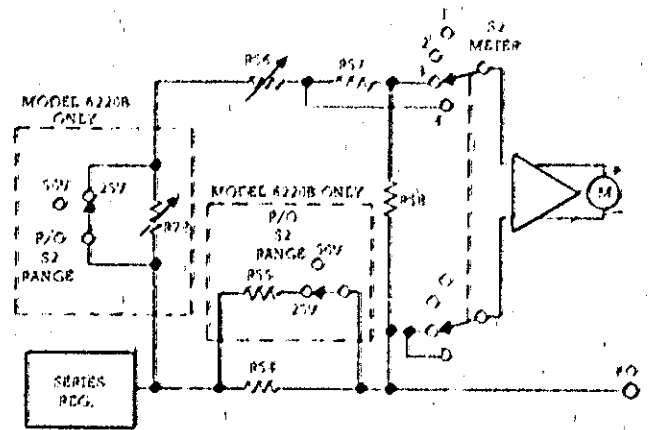 1
2
3
4
S2
METER
R56
R57
MODEL 6220B
ONLY
50V
25V
P/O
S2
RANGE
MODEL 6220B ONLY
P/O
S2
RANGE
50V
R55
25V
R58
M
SERIES
REG.
R54